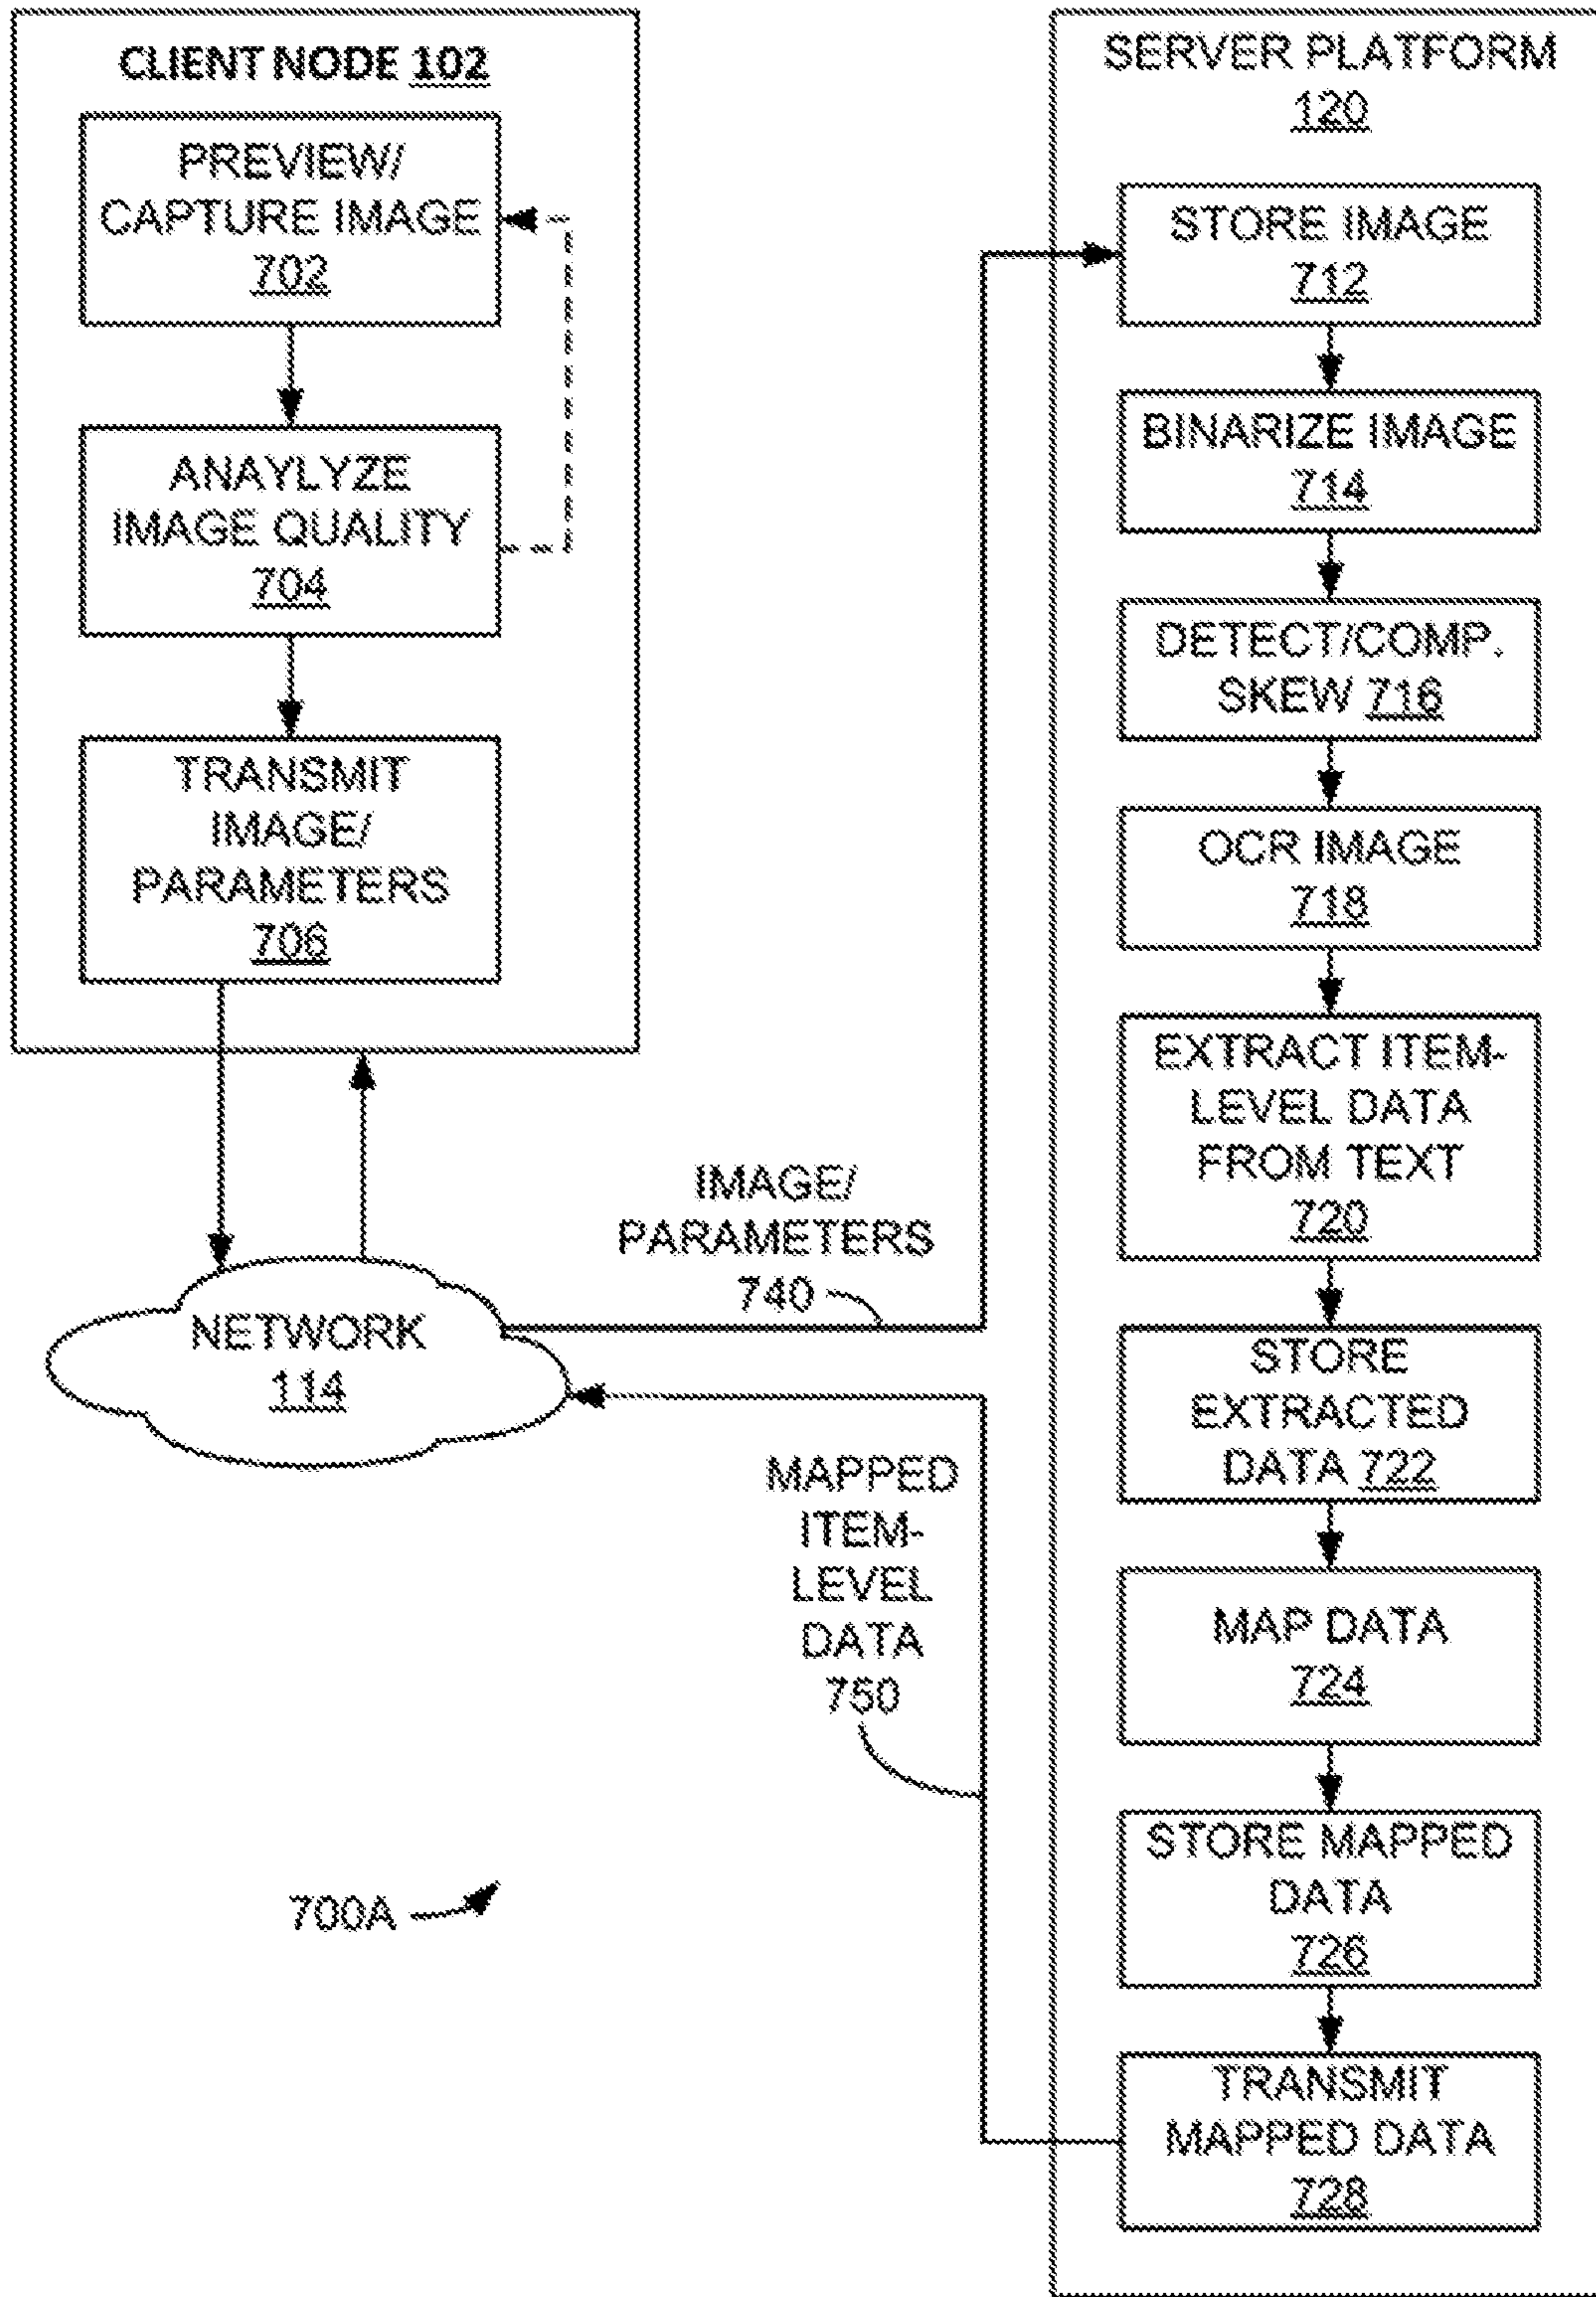 CLIENT NODE 102
PREVIEW/
CAPTURE IMAGE
702
ANAYLYZE
IMAGE QUALITY
704
TRANSMIT
IMAGE/
PARAMETERS
706
NETWORK
114
IMAGE/
PARAMETERS
740
MAPPED
ITEM-
LEVEL
DATA
750
700A
SERVER PLATFORM
120
STORE IMAGE
712
BINARIZE IMAGE
714
DETECT/COMP.
SKEW 716
OCR IMAGE
718
EXTRACT ITEM-
LEVEL DATA
FROM TEXT
720
STORE
EXTRACTED
DATA 722
MAP DATA
724
STORE MAPPED
DATA
726
TRANSMIT
MAPPED DATA
728